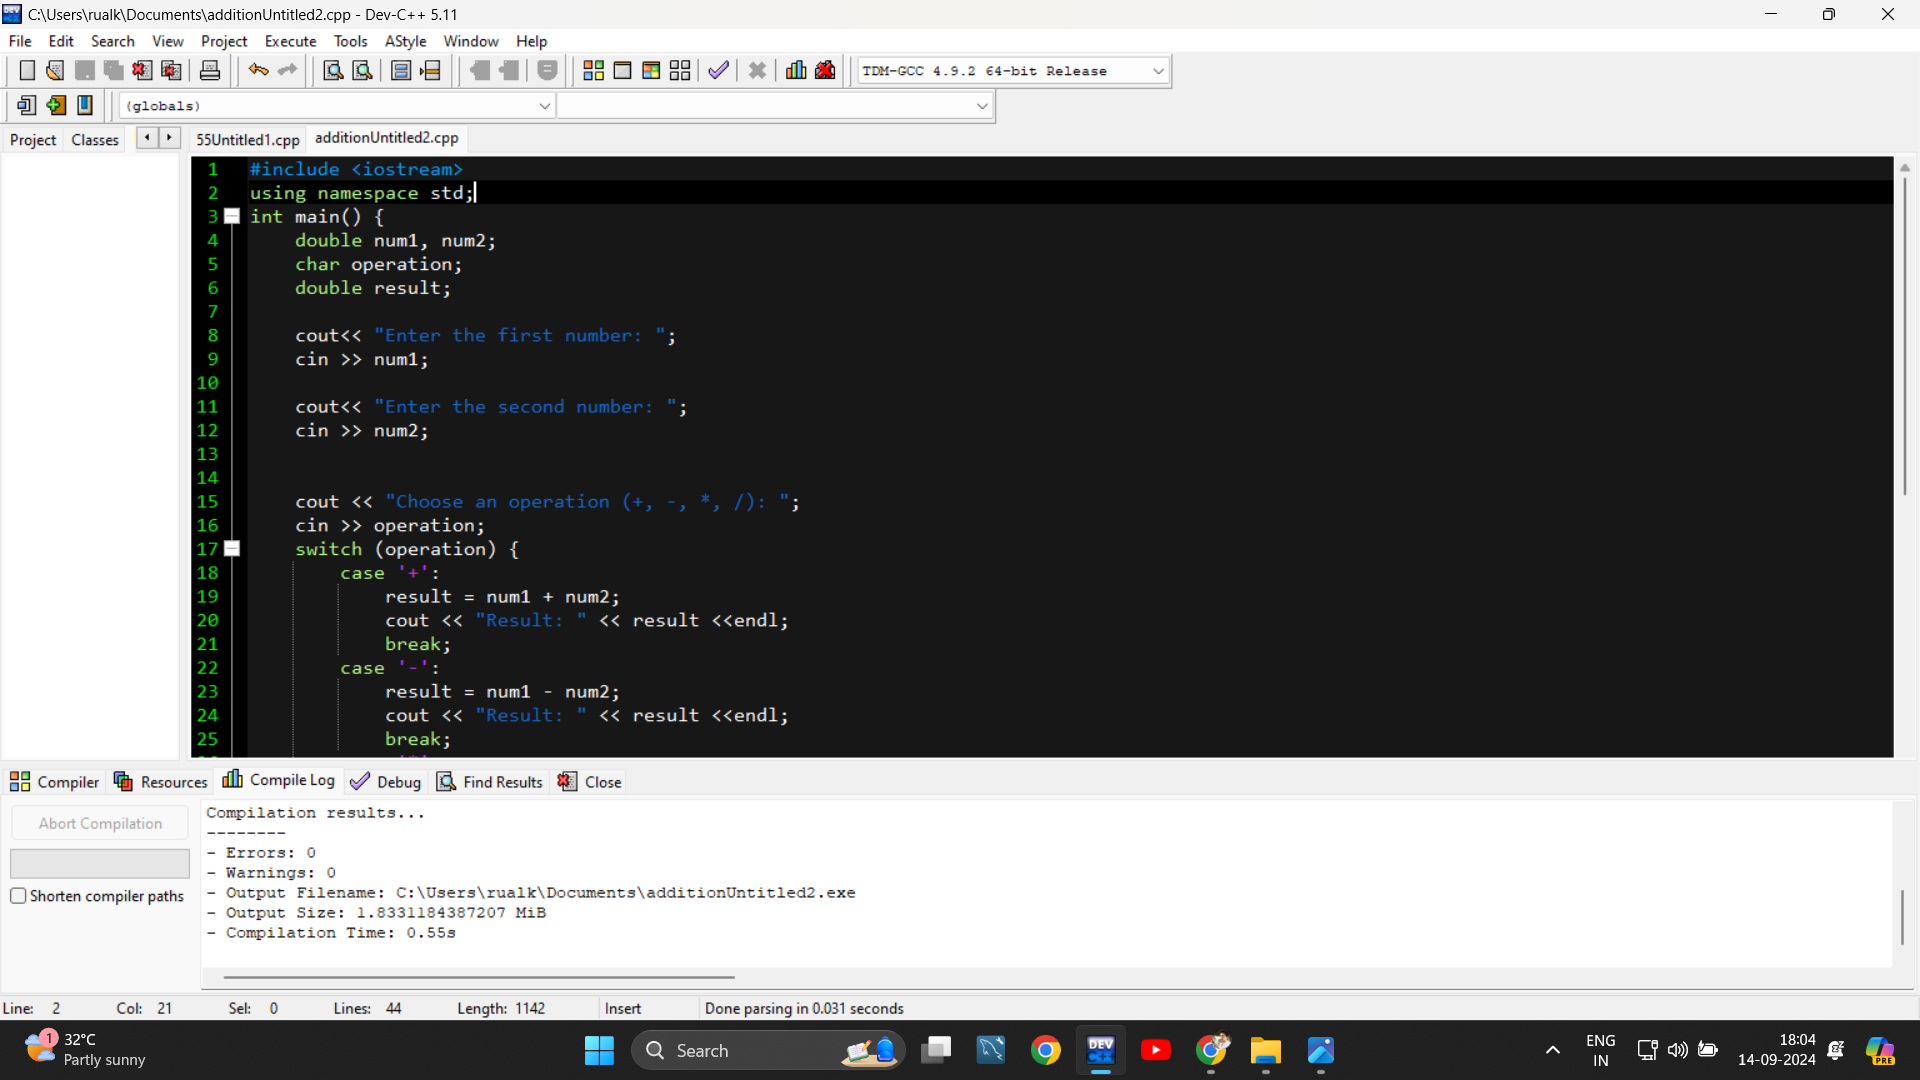 C:\Users\rualk\Documents\additionUntitled2.cpp - Dev-C++ 5.11
File Edit Search View Project Execute Tools AStyle Window Help
TDM-GCC 4.9.2 64-bit Release
(globals)
Project Classes 55Untitled1.cpp additionUntitled2.cpp
1 #include <iostream>
2 using namespace std;
3 int main() {
4 double num1, num2;
5 char operation;
6 double result;
7
8 cout<< "Enter the first number: ";
9 cin >> num1;
10
11 cout<< "Enter the second number: ";
12 cin >> num2;
13
14
15 cout << "Choose an operation (+, -, *, /): ";
16 cin >> operation;
17 switch (operation) {
18 case '+':
19 result = num1 + num2;
20 cout << "Result: " << result <<endl;
21 break;
22 case '-':
23 result = num1 - num2;
24 cout << "Result: " << result <<endl;
25 break;
Compiler Resources Compile Log Debug Find Results Close
Abort Compilation
Shorten compiler paths
Compilation results...
--------
- Errors: 0
- Warnings: 0
- Output Filename: C:\Users\rualk\Documents\additionUntitled2.exe
- Output Size: 1.8331184387207 MiB
- Compilation Time: 0.55s
Line: 2 Col: 21 Sel: 0 Lines: 44 Length: 1142 Insert Done parsing in 0.031 seconds
1
32°C
Partly sunny
Search
DEV
C++
ENG
IN
18:04
14-09-2024
PRE